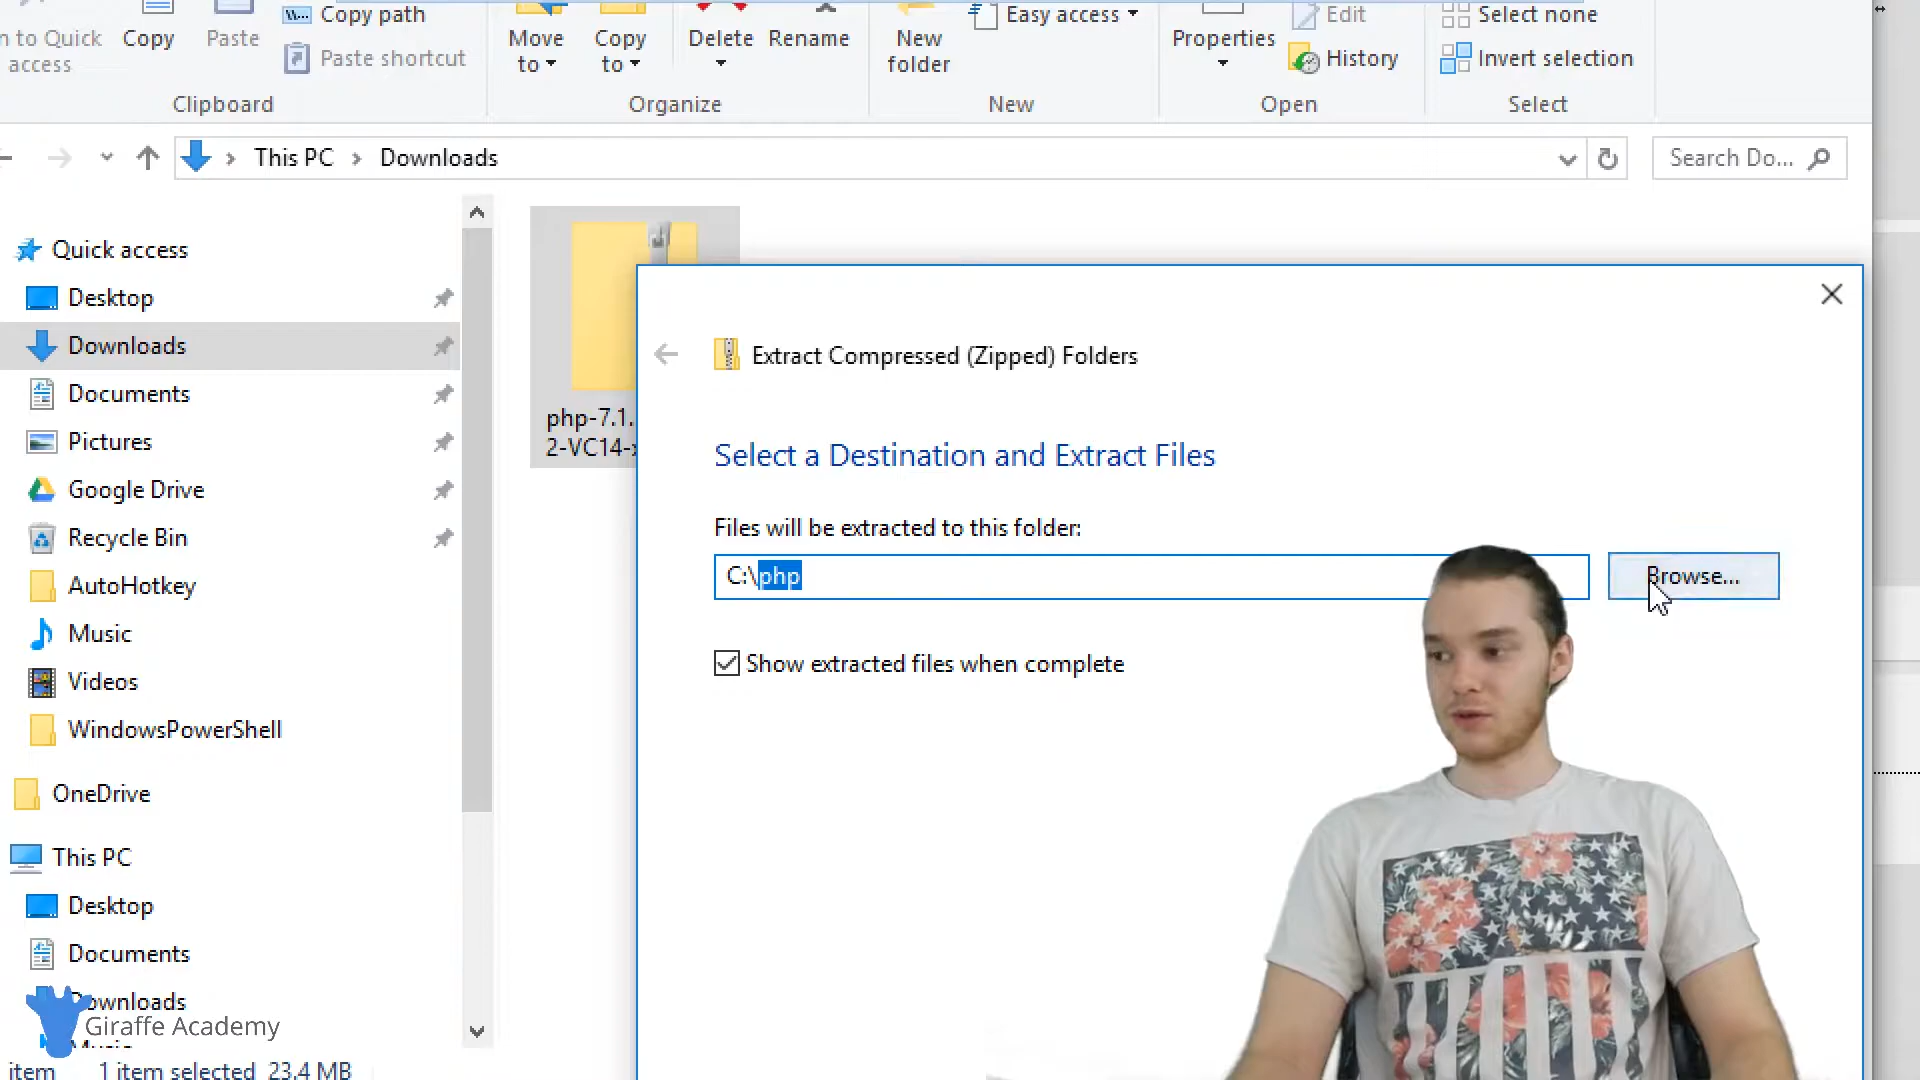 n to Quick
access
Copy
Paste
Copy path
Paste shortcut
Clipboard
Move
to
Copy
to
Delete
Rename
Organize
New
folder
Easy access
New
Properties
Edit
History
Open
Select none
Invert selection
Select
This PC
Downloads
Search Do...
Quick access
Desktop
Downloads
Documents
Pictures
Google Drive
Recycle Bin
AutoHotkey
Music
Videos
WindowsPowerShell
OneDrive
This PC
Desktop
Documents
Downloads
Music
php-7.1.
2-VC14-x
Extract Compressed (Zipped) Folders
Select a Destination and Extract Files
Files will be extracted to this folder:
C:\php
Browse...
Show extracted files when complete
Giraffe Academy
item
1 item selected 23.4 MB